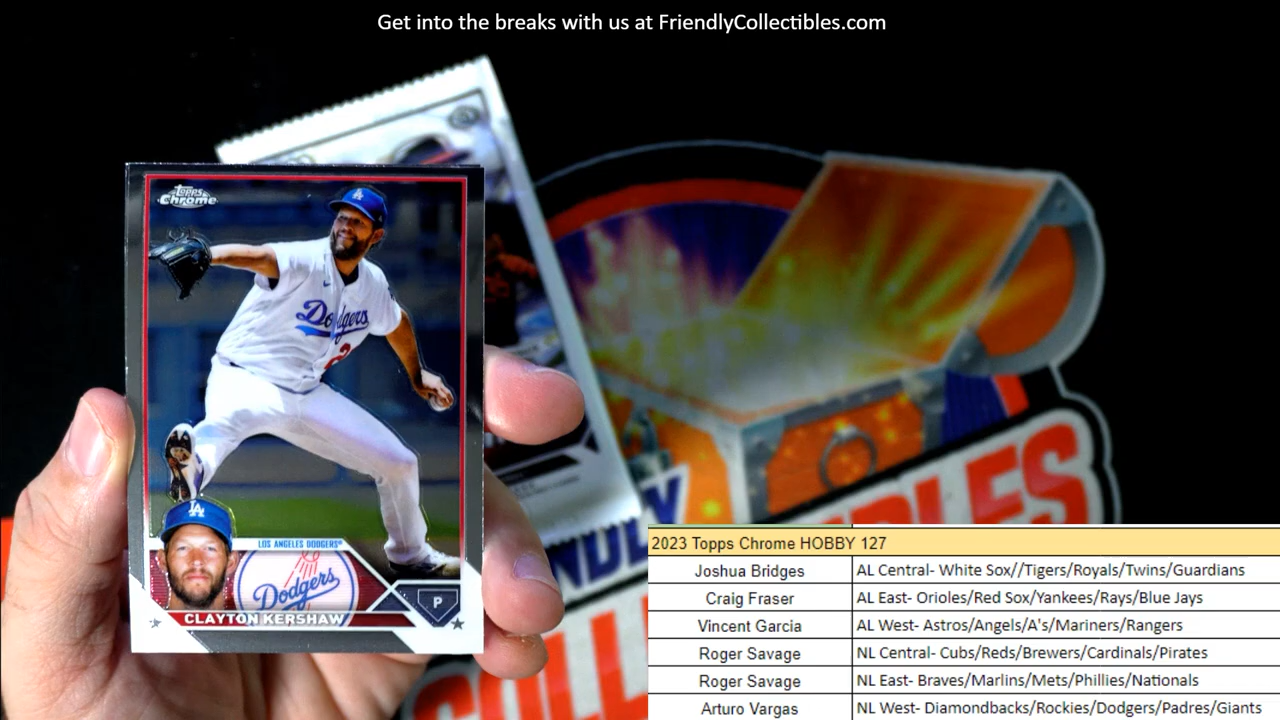 Get into the breaks with us at FriendlyCollectibles.com
Topps
Chrome
LA
Dodgers
2
LA
LOS ANGELES DODGERS®
Dodgers
P
CLAYTON KERSHAW
NDLY
BLES
COLL
2023 Topps Chrome HOBBY 127
Joshua Bridges AL Central- White Sox//Tigers/Royals/Twins/Guardians
Craig Fraser AL East- Orioles/Red Sox/Yankees/Rays/Blue Jays
Vincent Garcia AL West- Astros/Angels/A's/Mariners/Rangers
Roger Savage NL Central- Cubs/Reds/Brewers/Cardinals/Pirates
Roger Savage NL East- Braves/Marlins/Mets/Phillies/Nationals
Arturo Vargas NL West- Diamondbacks/Rockies/Dodgers/Padres/Giants